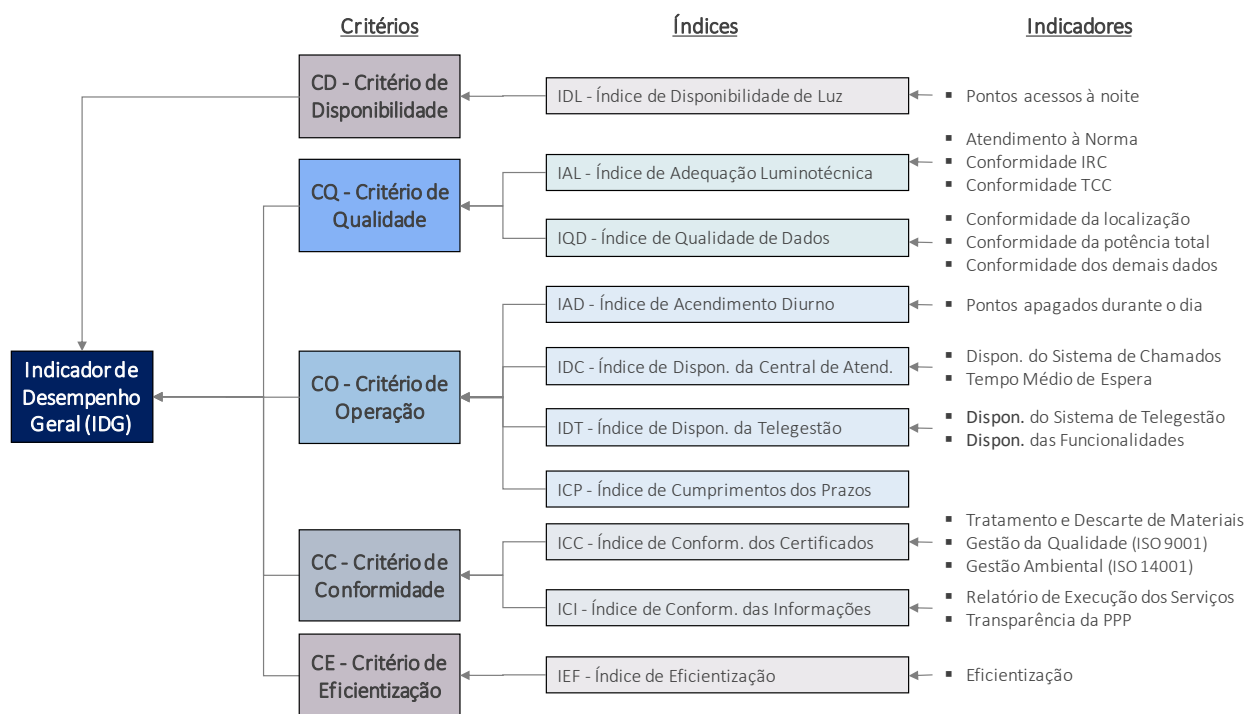 Critérios
Índices
Indicadores
CD - Critério de
Disponibilidade
IDL - Índice de Disponibilidade de Luz
▪ Pontos acessos à noite
CQ - Critério de
Qualidade
IAL - Índice de Adequação Luminotécnica
▪ Atendimento à Norma
▪ Conformidade IRC
▪ Conformidade TCC
IQD - Índice de Qualidade de Dados
▪ Conformidade da localização
▪ Conformidade da potência total
▪ Conformidade dos demais dados
Indicador de
Desempenho
Geral (IDG)
CO - Critério de
Operação
IAD - Índice de Acendimento Diurno
▪ Pontos apagados durante o dia
IDC - Índice de Dispon. da Central de Atend.
▪ Dispon. do Sistema de Chamados
▪ Tempo Médio de Espera
IDT - Índice de Dispon. da Telegestão
▪ Dispon. do Sistema de Telegestão
▪ Dispon. das Funcionalidades
ICP - Índice de Cumprimentos dos Prazos
CC - Critério de
Conformidade
ICC - Índice de Conform. dos Certificados
▪ Tratamento e Descarte de Materiais
▪ Gestão da Qualidade (ISO 9001)
▪ Gestão Ambiental (ISO 14001)
ICI - Índice de Conform. das Informações
▪ Relatório de Execução dos Serviços
▪ Transparência da PPP
CE - Critério de
Eficientização
IEF - Índice de Eficientização
▪ Eficientização